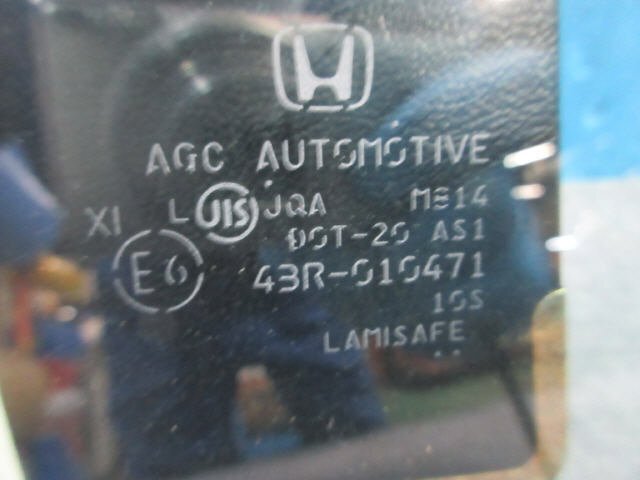 AGC AUTOMOTIVE
XI L JIS JQA M814
DOT-20 AS1
E6 43R-010471
10S
LAMISAFE
..